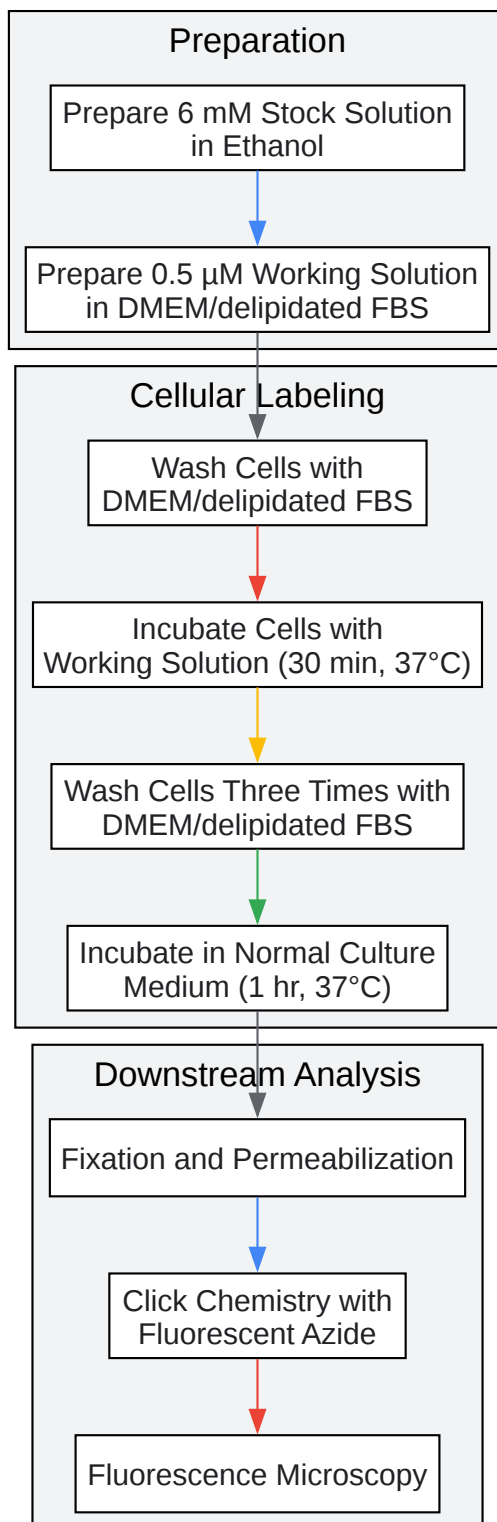 Preparation
Prepare 6 mM Stock Solution
in Ethanol
Prepare 0.5 µM Working Solution
in DMEM/delipidated FBS
Cellular Labeling
Wash Cells with
DMEM/delipidated FBS
Incubate Cells with
Working Solution (30 min, 37°C)
Wash Cells Three Times with
DMEM/delipidated FBS
Incubate in Normal Culture
Medium (1 hr, 37°C)
Downstream Analysis
Fixation and Permeabilization
Click Chemistry with
Fluorescent Azide
Fluorescence Microscopy